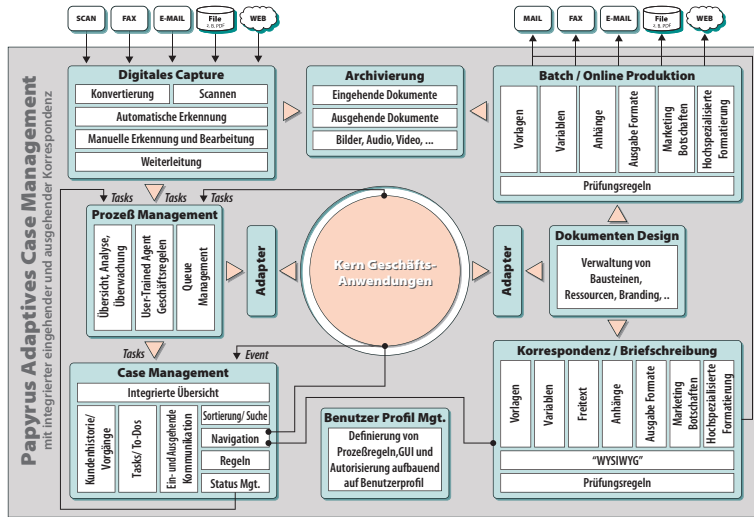 SCAN
FAX
E-MAIL
File
z. B. PDF
WEB
MAIL
FAX
E-MAIL
File
z. B. PDF
WEB
Papyrus Adaptives Case Management
mit integrierter eingehender und ausgehender Korrespondenz
Digitales Capture
Konvertierung
Scannen
Automatische Erkennung
Manuelle Erkennung und Bearbeitung
Weiterleitung
Archivierung
Eingehende Dokumente
Ausgehende Dokumente
Bilder, Audio, Video, ...
Batch / Online Produktion
Vorlagen
Variablen
Anhänge
Ausgabe Formate
Marketing
Botschaften
Hochspezialisierte
Formatierung
Prüfungsregeln
Tasks
Tasks
Tasks
Prozeß Management
Übersicht, Analyse,
Überwachung
User-Trained Agent
Geschäftsregeln
Queue
Management
Adapter
Kern Geschäfts-
Anwendungen
Adapter
Dokumenten Design
Verwaltung von
Bausteinen,
Ressourcen, Branding, ..
Tasks
Event
Case Management
Integrierte Übersicht
Kundenhistorie/
Vorgänge
Tasks/ To-Dos
Ein- und Ausgehende
Kommunikation
Sortierung/ Suche
Navigation
Regeln
Status Mgt.
Benutzer Profil Mgt.
Definierung von
Prozeßregeln,GUI und
Autorisierung aufbauend
auf Benutzerprofil
Korrespondenz / Briefschreibung
Vorlagen
Variablen
Freitext
Anhänge
Ausgabe Formate
Marketing
Botschaften
Hochspezialisierte
Formatierung
"WYSIWYG"
Prüfungsregeln